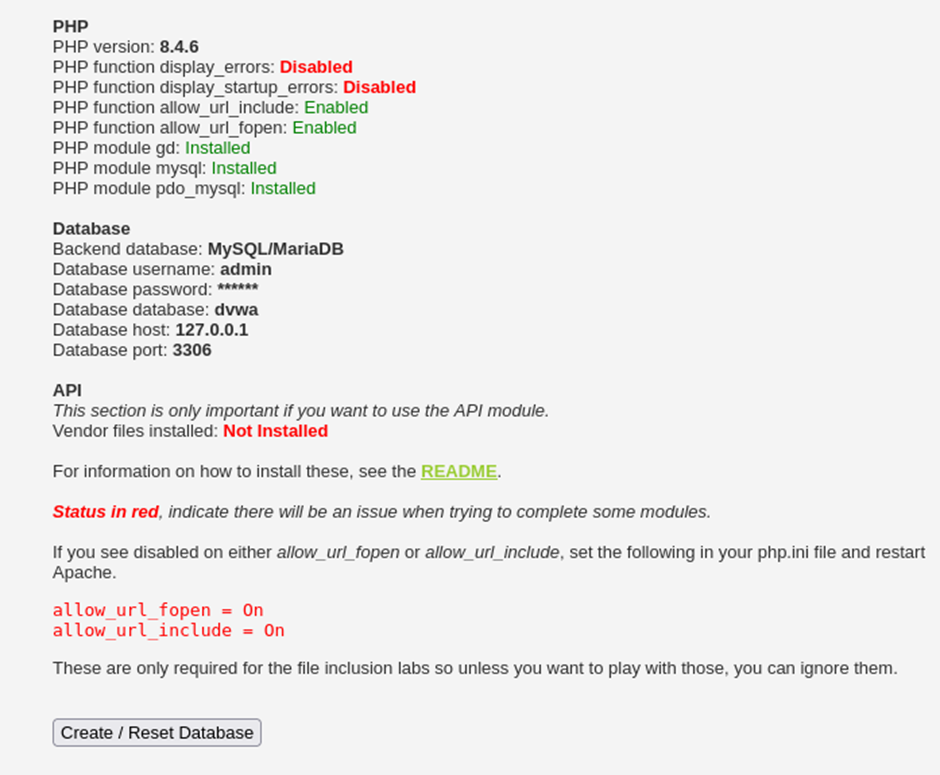 PHP
PHP version: 8.4.6
PHP function display_errors: Disabled
PHP function display_startup_errors: Disabled
PHP function allow_url_include: Enabled
PHP function allow_url_fopen: Enabled
PHP module gd: Installed
PHP module mysql: Installed
PHP module pdo_mysql: Installed
Database
Backend database: MySQL/MariaDB
Database username: admin
Database password: ******
Database database: dvwa
Database host: 127.0.0.1
Database port: 3306
API
This section is only important if you want to use the API module.
Vendor files installed: Not Installed
For information on how to install these, see the README.
Status in red, indicate there will be an issue when trying to complete some modules.
If you see disabled on either allow_url_fopen or allow_url_include, set the following in your php.ini file and restart
Apache.
allow_url_fopen = On
allow_url_include = On
These are only required for the file inclusion labs so unless you want to play with those, you can ignore them.
Create / Reset Database